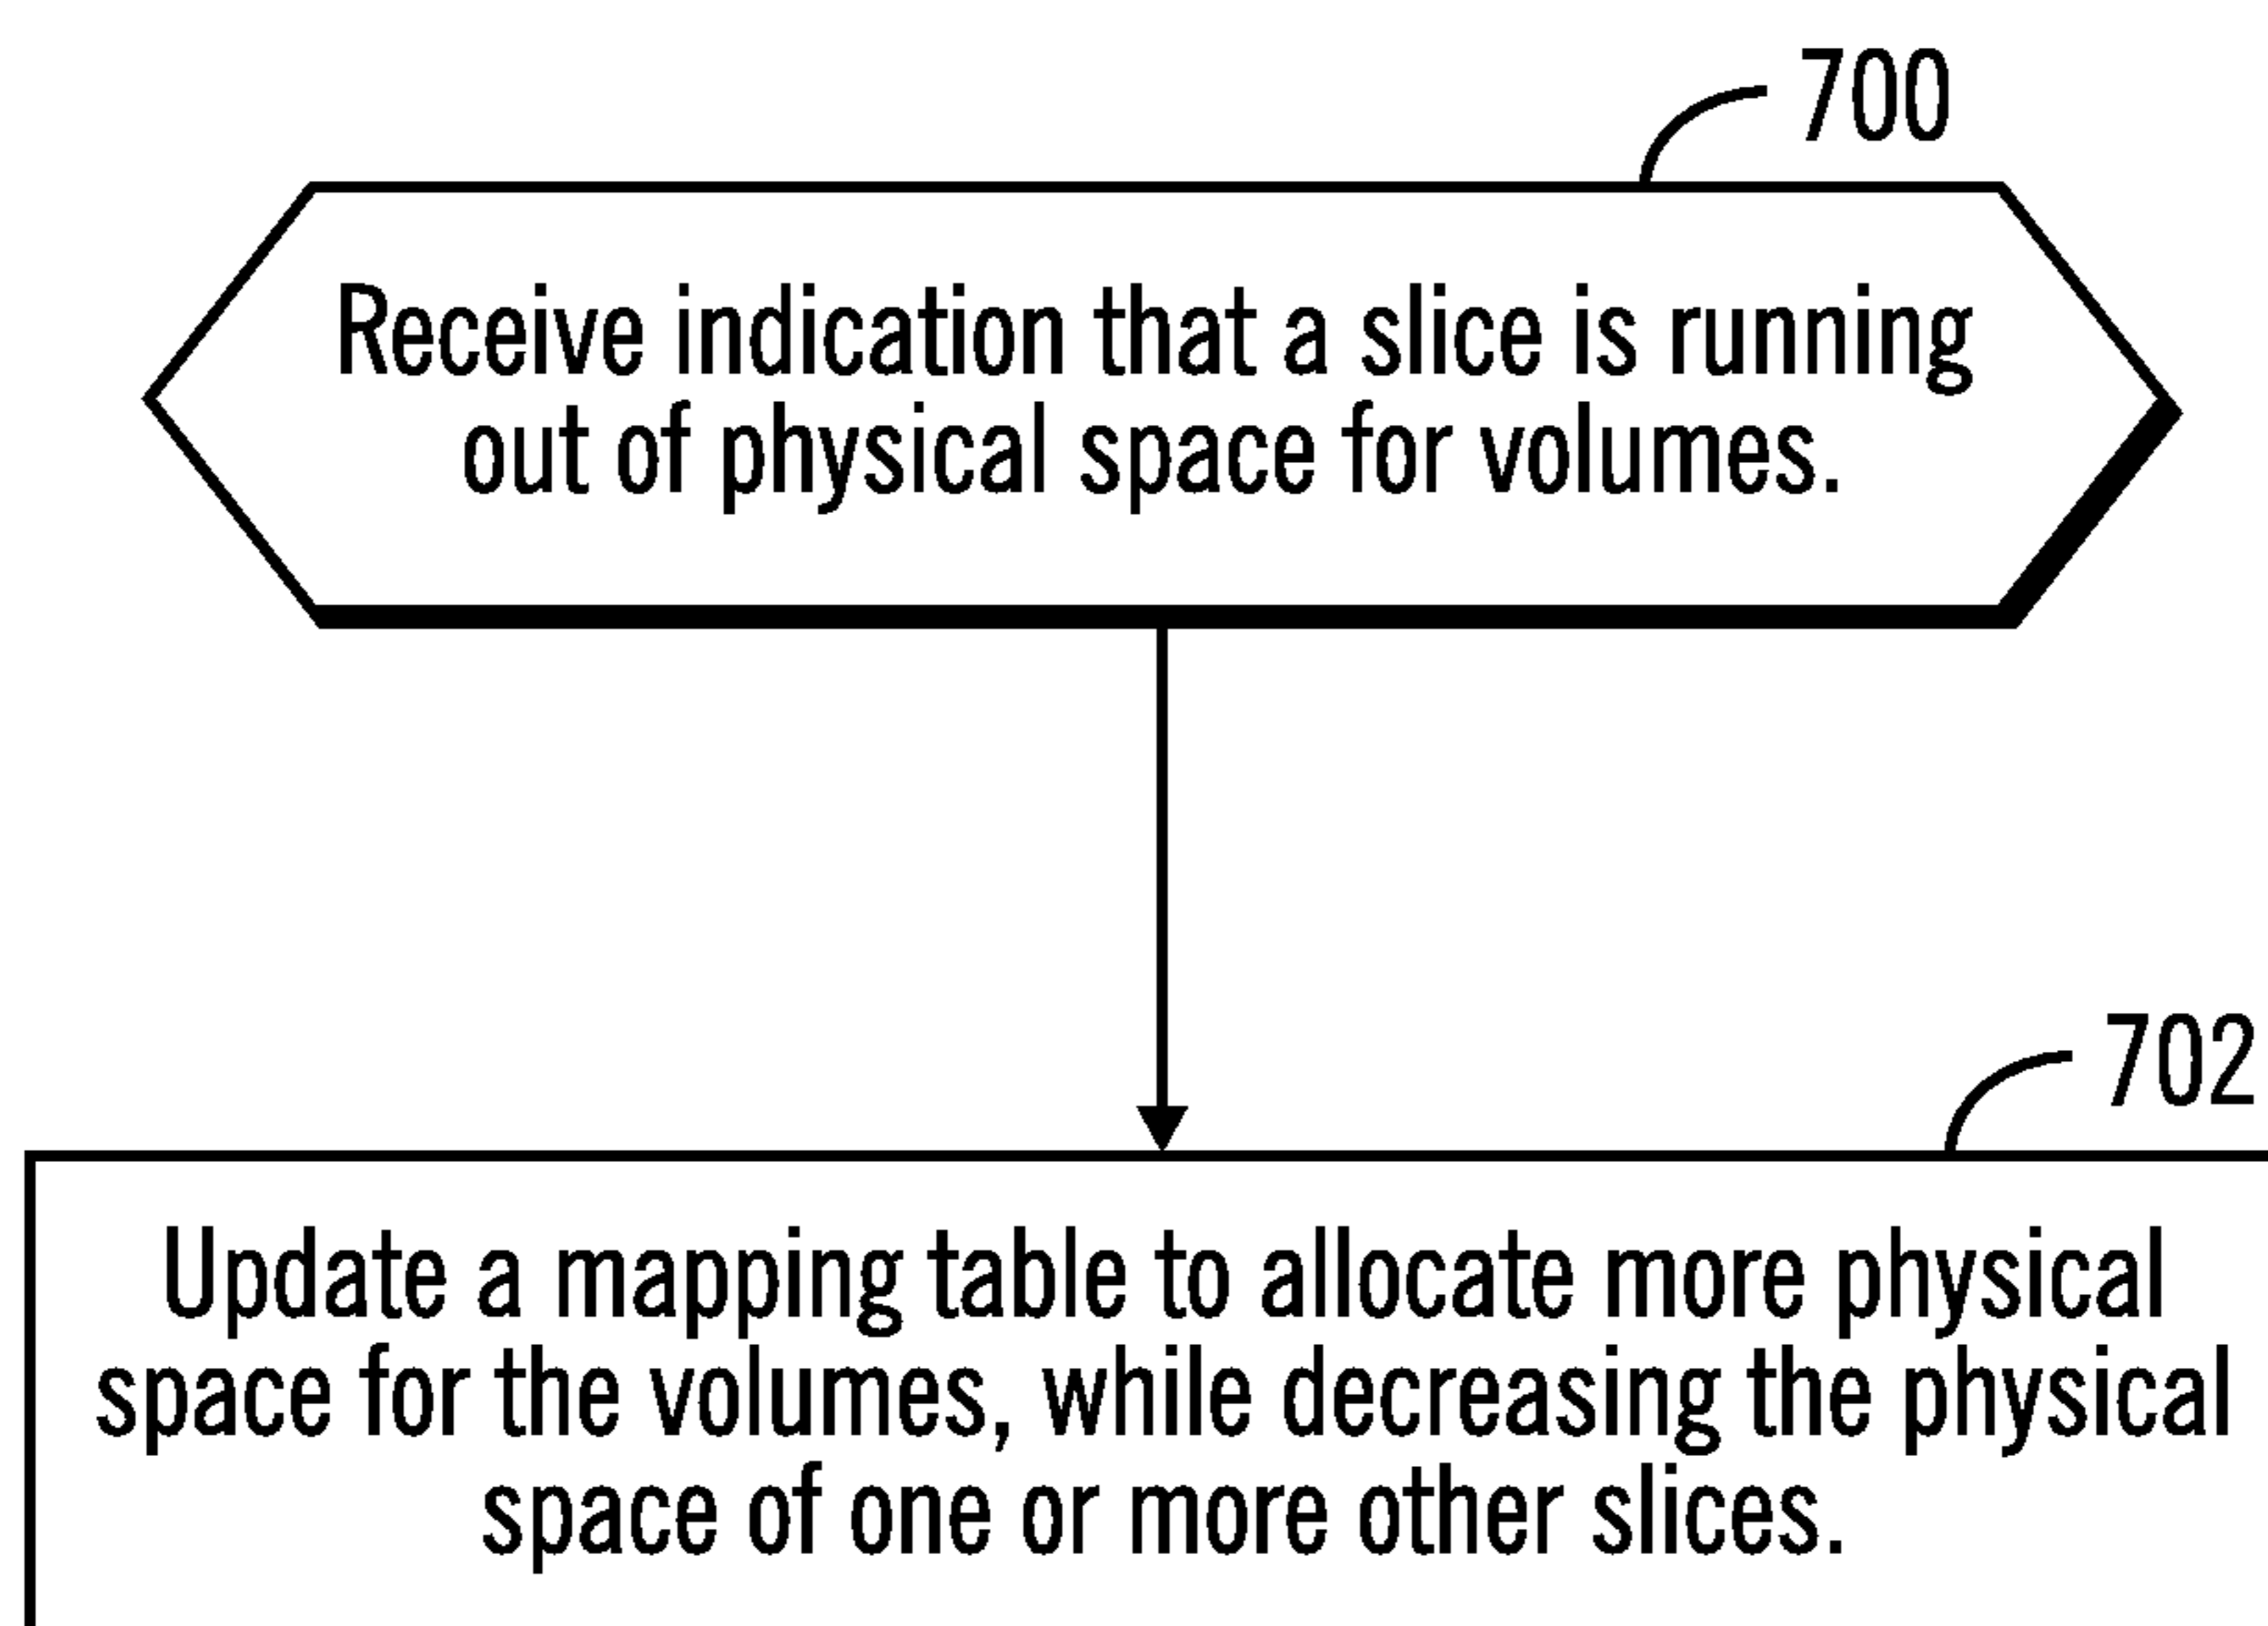 700
Receive indication that a slice is running
out of physical space for volumes.
702
Update a mapping table to allocate more physical
space for the volumes, while decreasing the physical
space of one or more other slices.